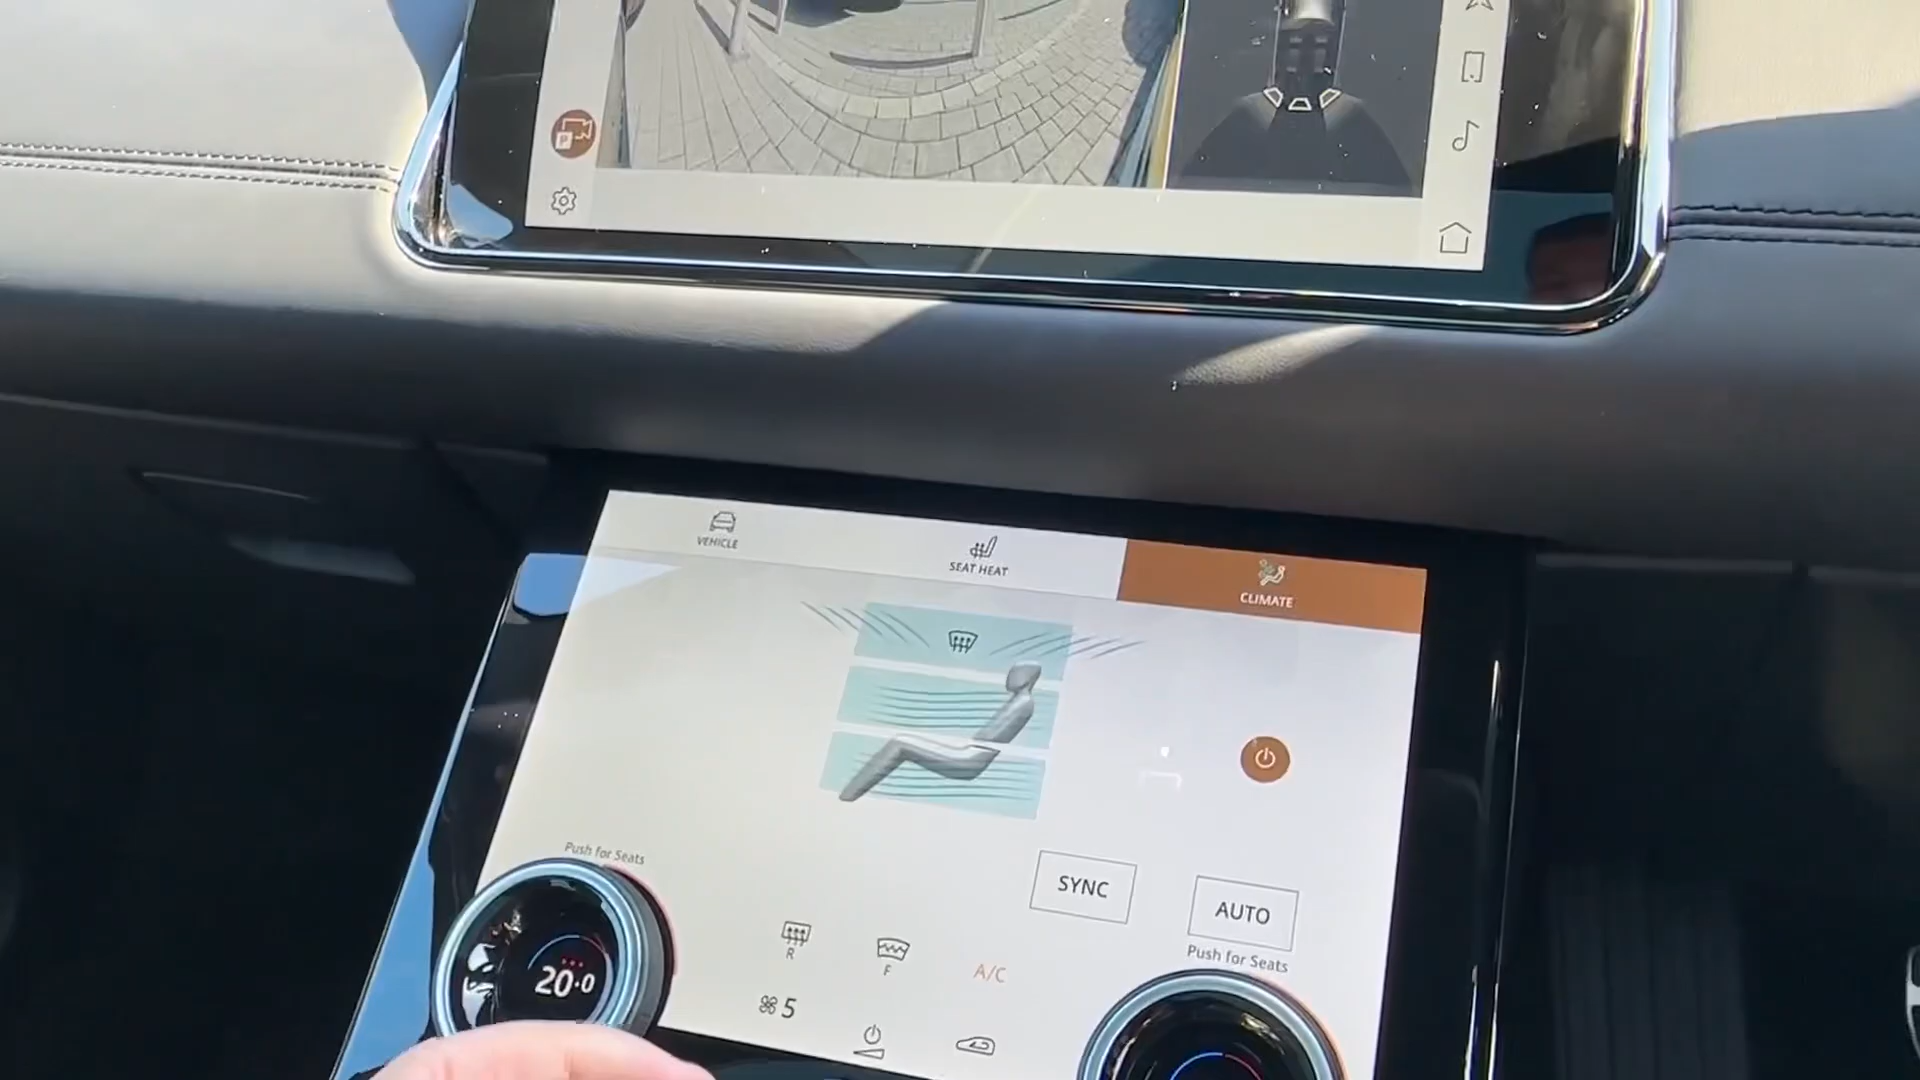 P
VEHICLE
SEAT HEAT
CLIMATE
Push for Seats
SYNC
AUTO
Push for Seats
R
F
A/C
20.0
5